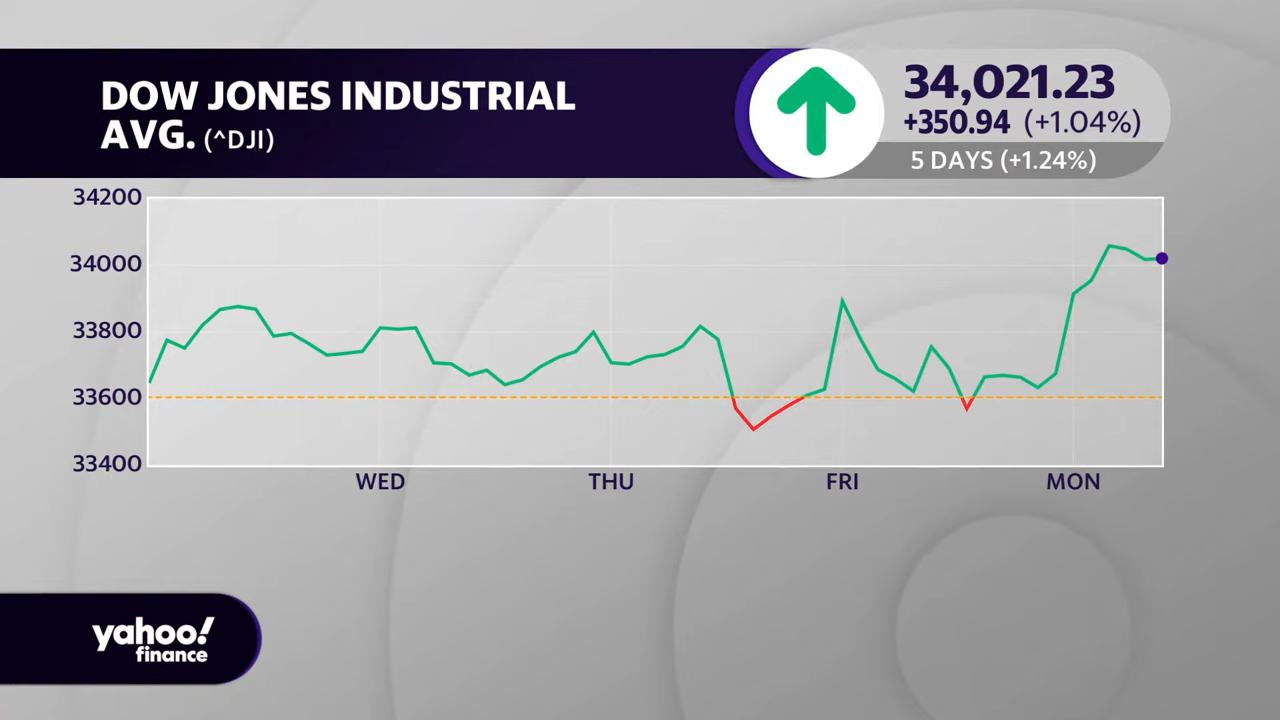 DOW JONES INDUSTRIAL
AVG. (^DJI)
34,021.23
+350.94 (+1.04%)
5 DAYS (+1.24%)
34200
34000
33800
33600
33400
WED THU FRI MON
yahoo!
finance